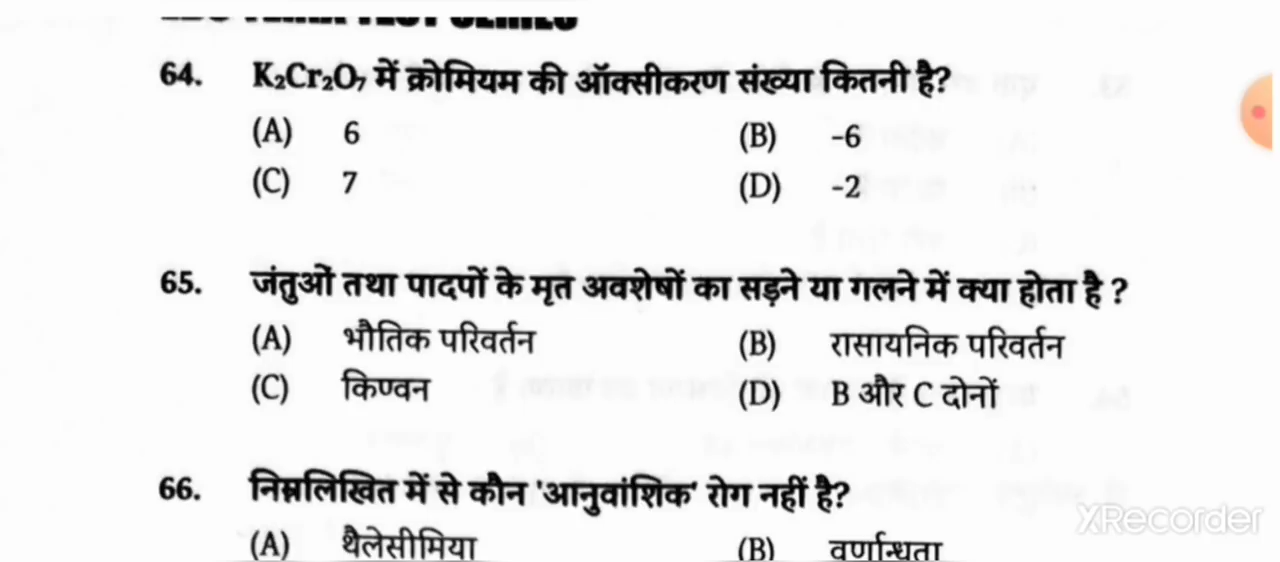 64. K₂Cr₂O₇ में क्रोमियम की ऑक्सीकरण संख्या कितनी है?
(A) 6 (B) -6
(C) 7 (D) -2
65. जंतुओं तथा पादपों के मृत अवशेषों का सड़ने या गलने में क्या होता है ?
(A) भौतिक परिवर्तन (B) रासायनिक परिवर्तन
(C) किण्वन (D) B और C दोनों
66. निम्नलिखित में से कौन 'आनुवांशिक' रोग नहीं है?
XRecorder
(A) थैलेसीमिया (B) वर्णान्धता